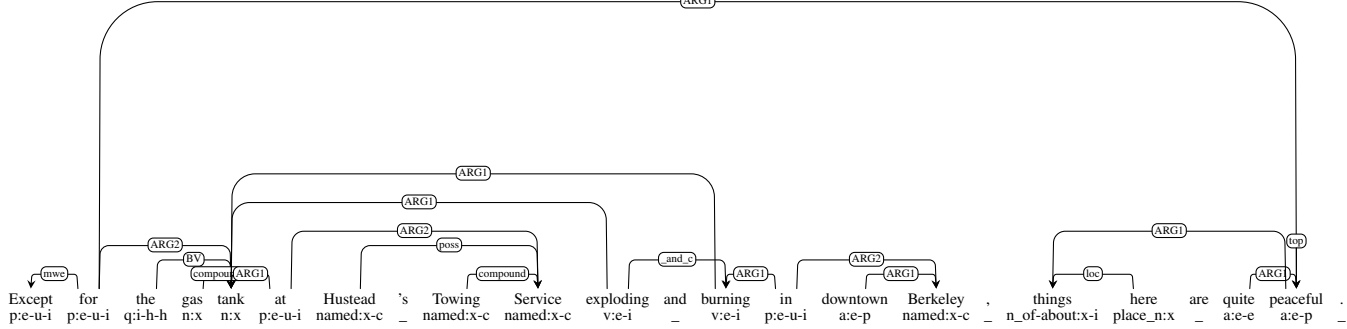 ARG1
ARG1
ARG1
ARG2 ARG1
ARG2 poss top
BV _and_c ARG2
mwe ARG1 compound ARG1 ARG1 loc ARG1
Except for the gas tank at Hustead 's Towing Service exploding and burning in downtown Berkeley , things here are quite peaceful .
p:e-u-i p:e-u-i q:i-h-h n:x n:x p:e-u-i named:x-c _ named:x-c named:x-c v:e-i _ v:e-i p:e-u-i a:e-p named:x-c _ n_of-about:x-i place_n:x _ a:e-e a:e-p _